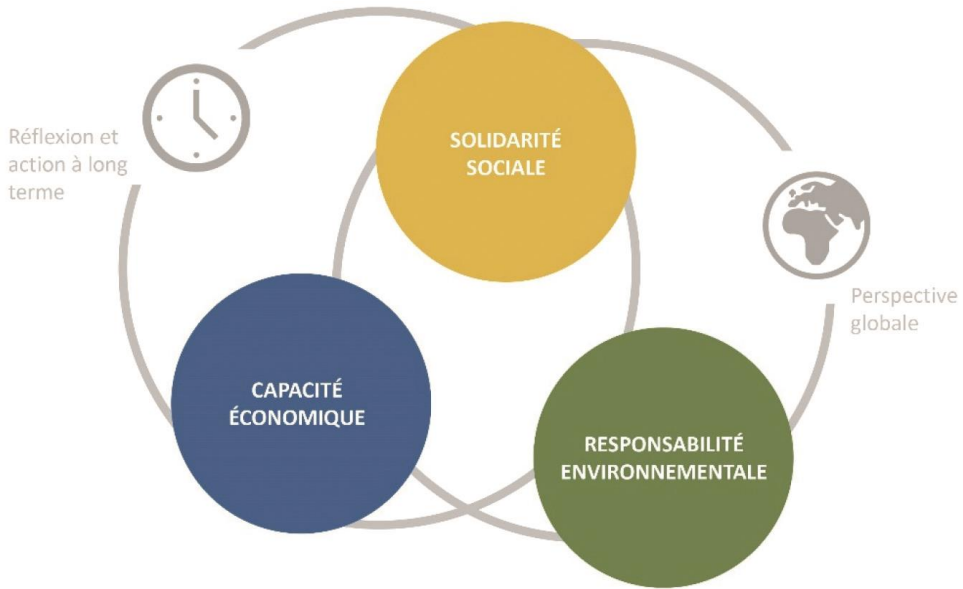 SOLIDARITÉ
SOCIALE
Réflexion et
action à long
terme
Perspective
globale
CAPACITÉ
ÉCONOMIQUE
RESPONSABILITÉ
ENVIRONNEMENTALE